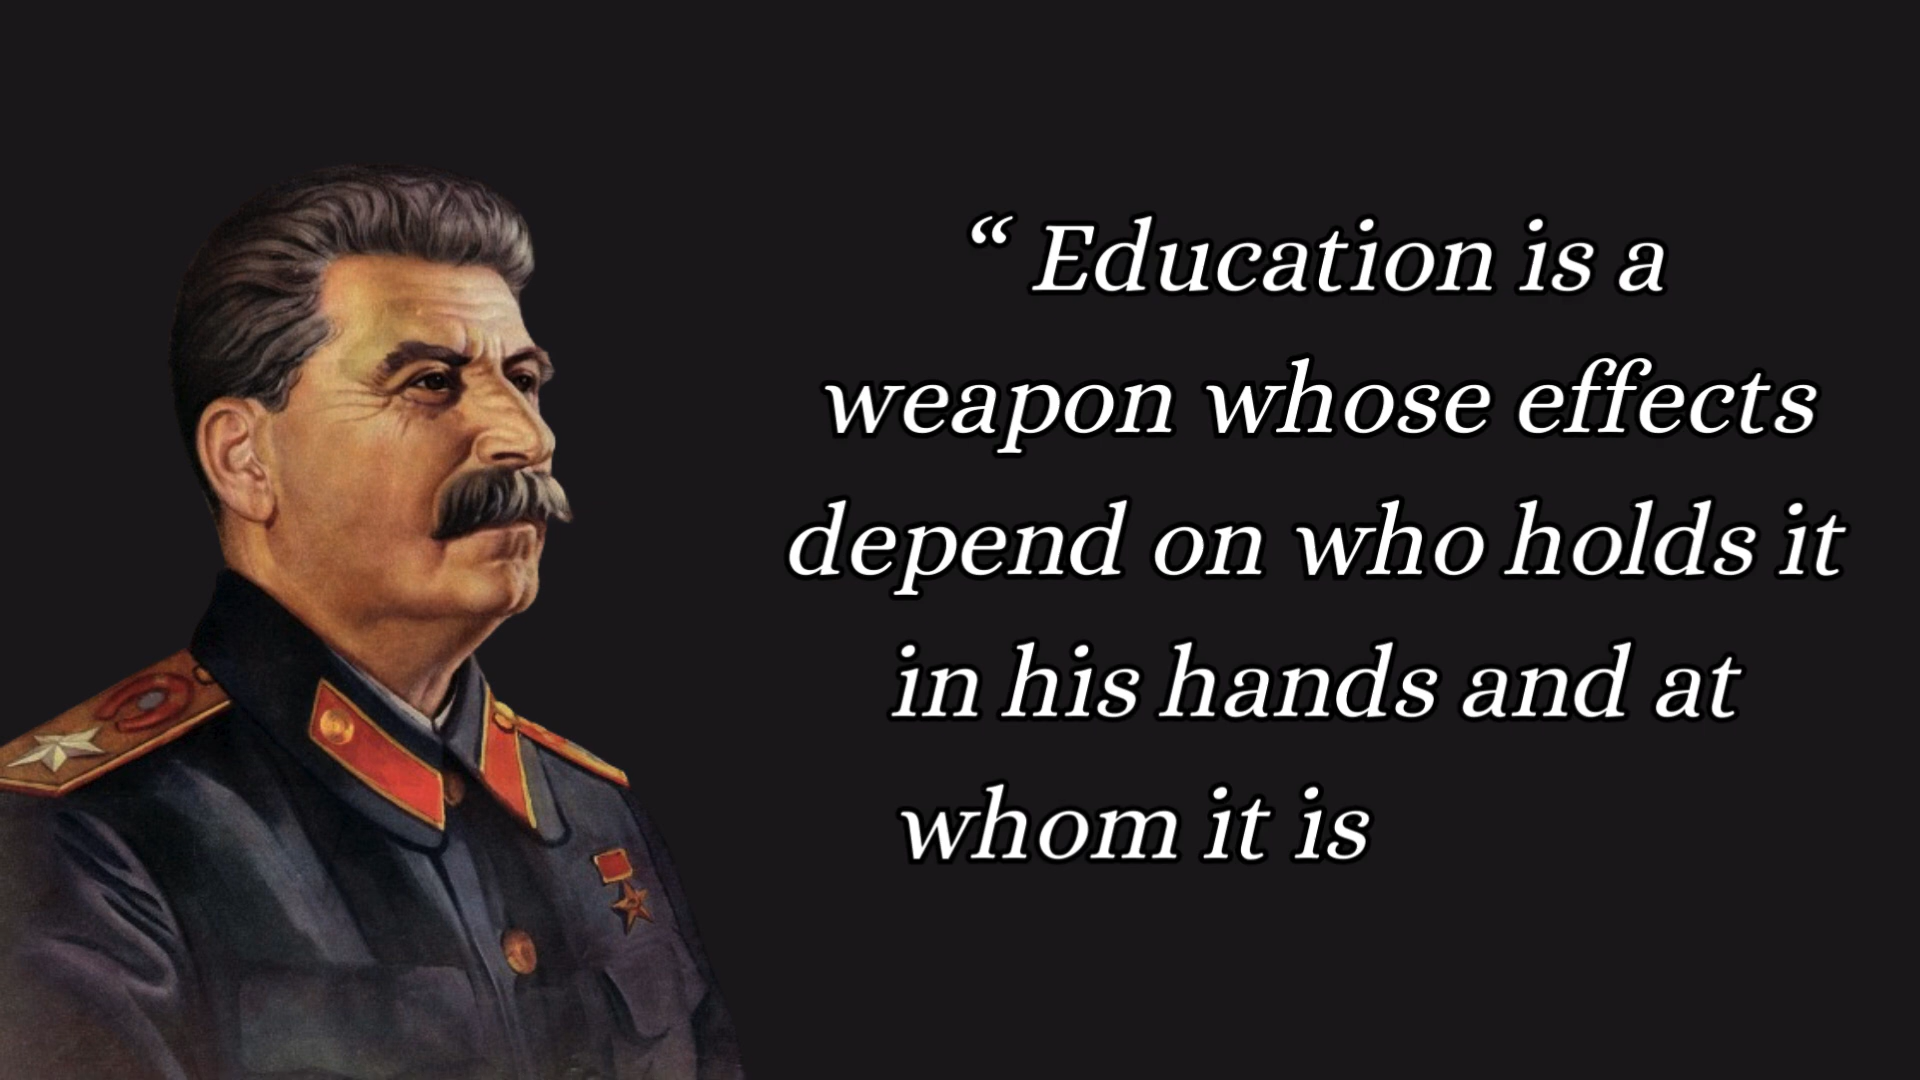 “ Education is a
weapon whose effects
depend on who holds it
in his hands and at
whom it is